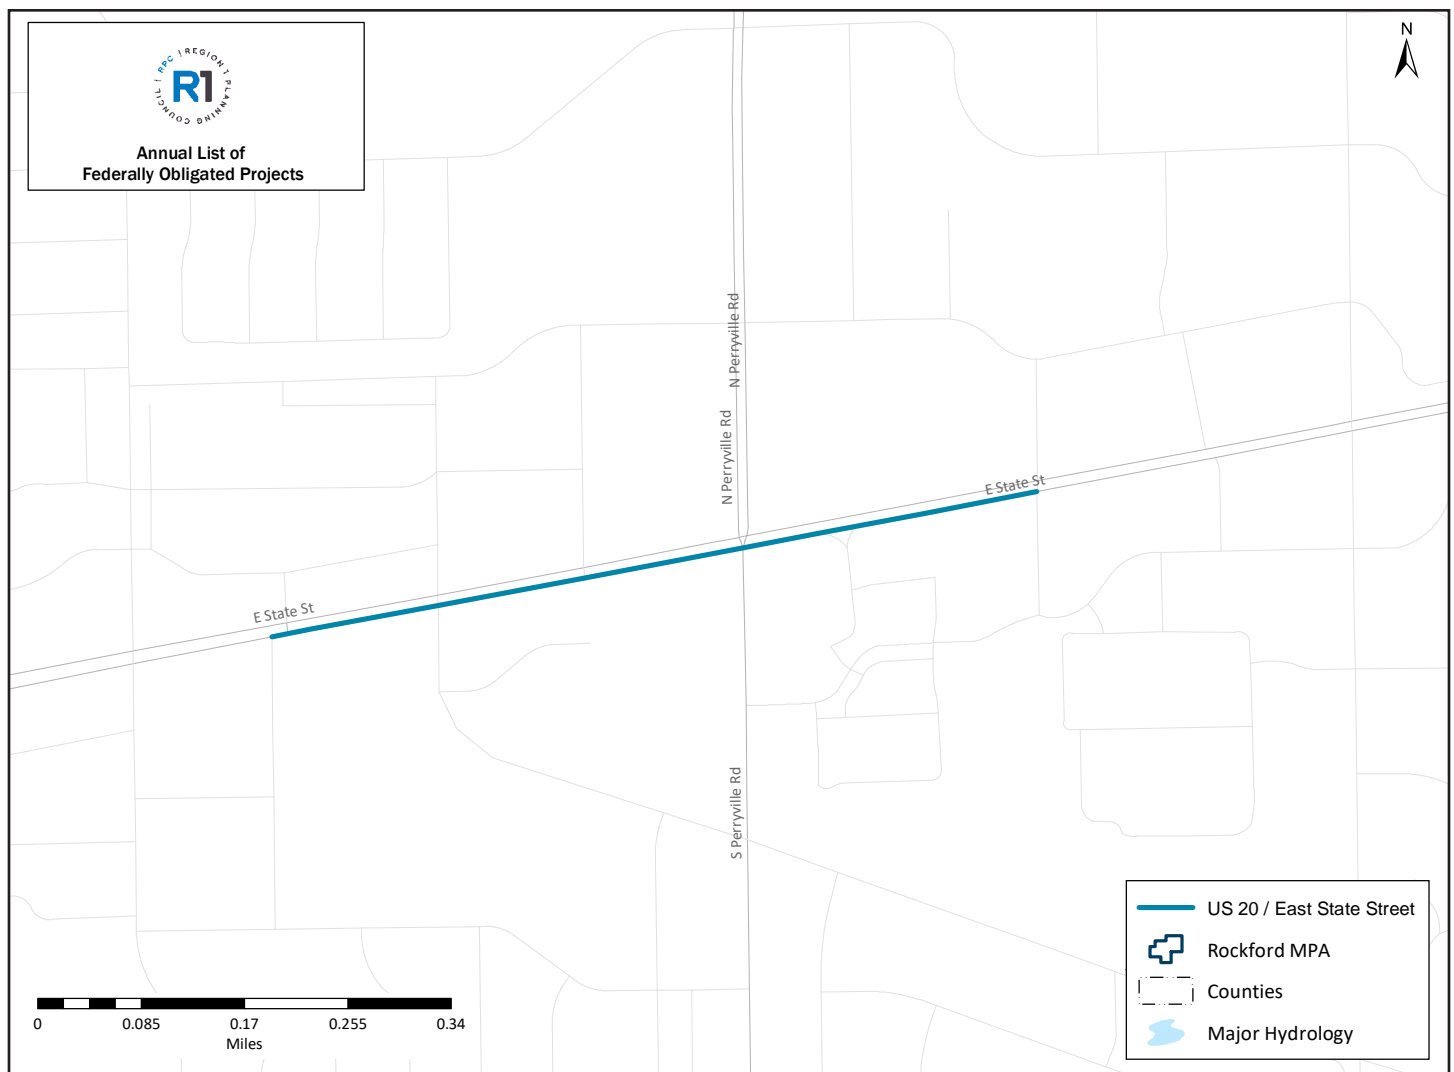 RPC | REGION 1 PLANNING COUNCIL |
R1
Annual List of
Federally Obligated Projects
N
N Perryville Rd
N Perryville Rd
E State St
E State St
S Perryville Rd
US 20 / East State Street
Rockford MPA
Counties
Major Hydrology
0 0.085 0.17 0.255 0.34
Miles